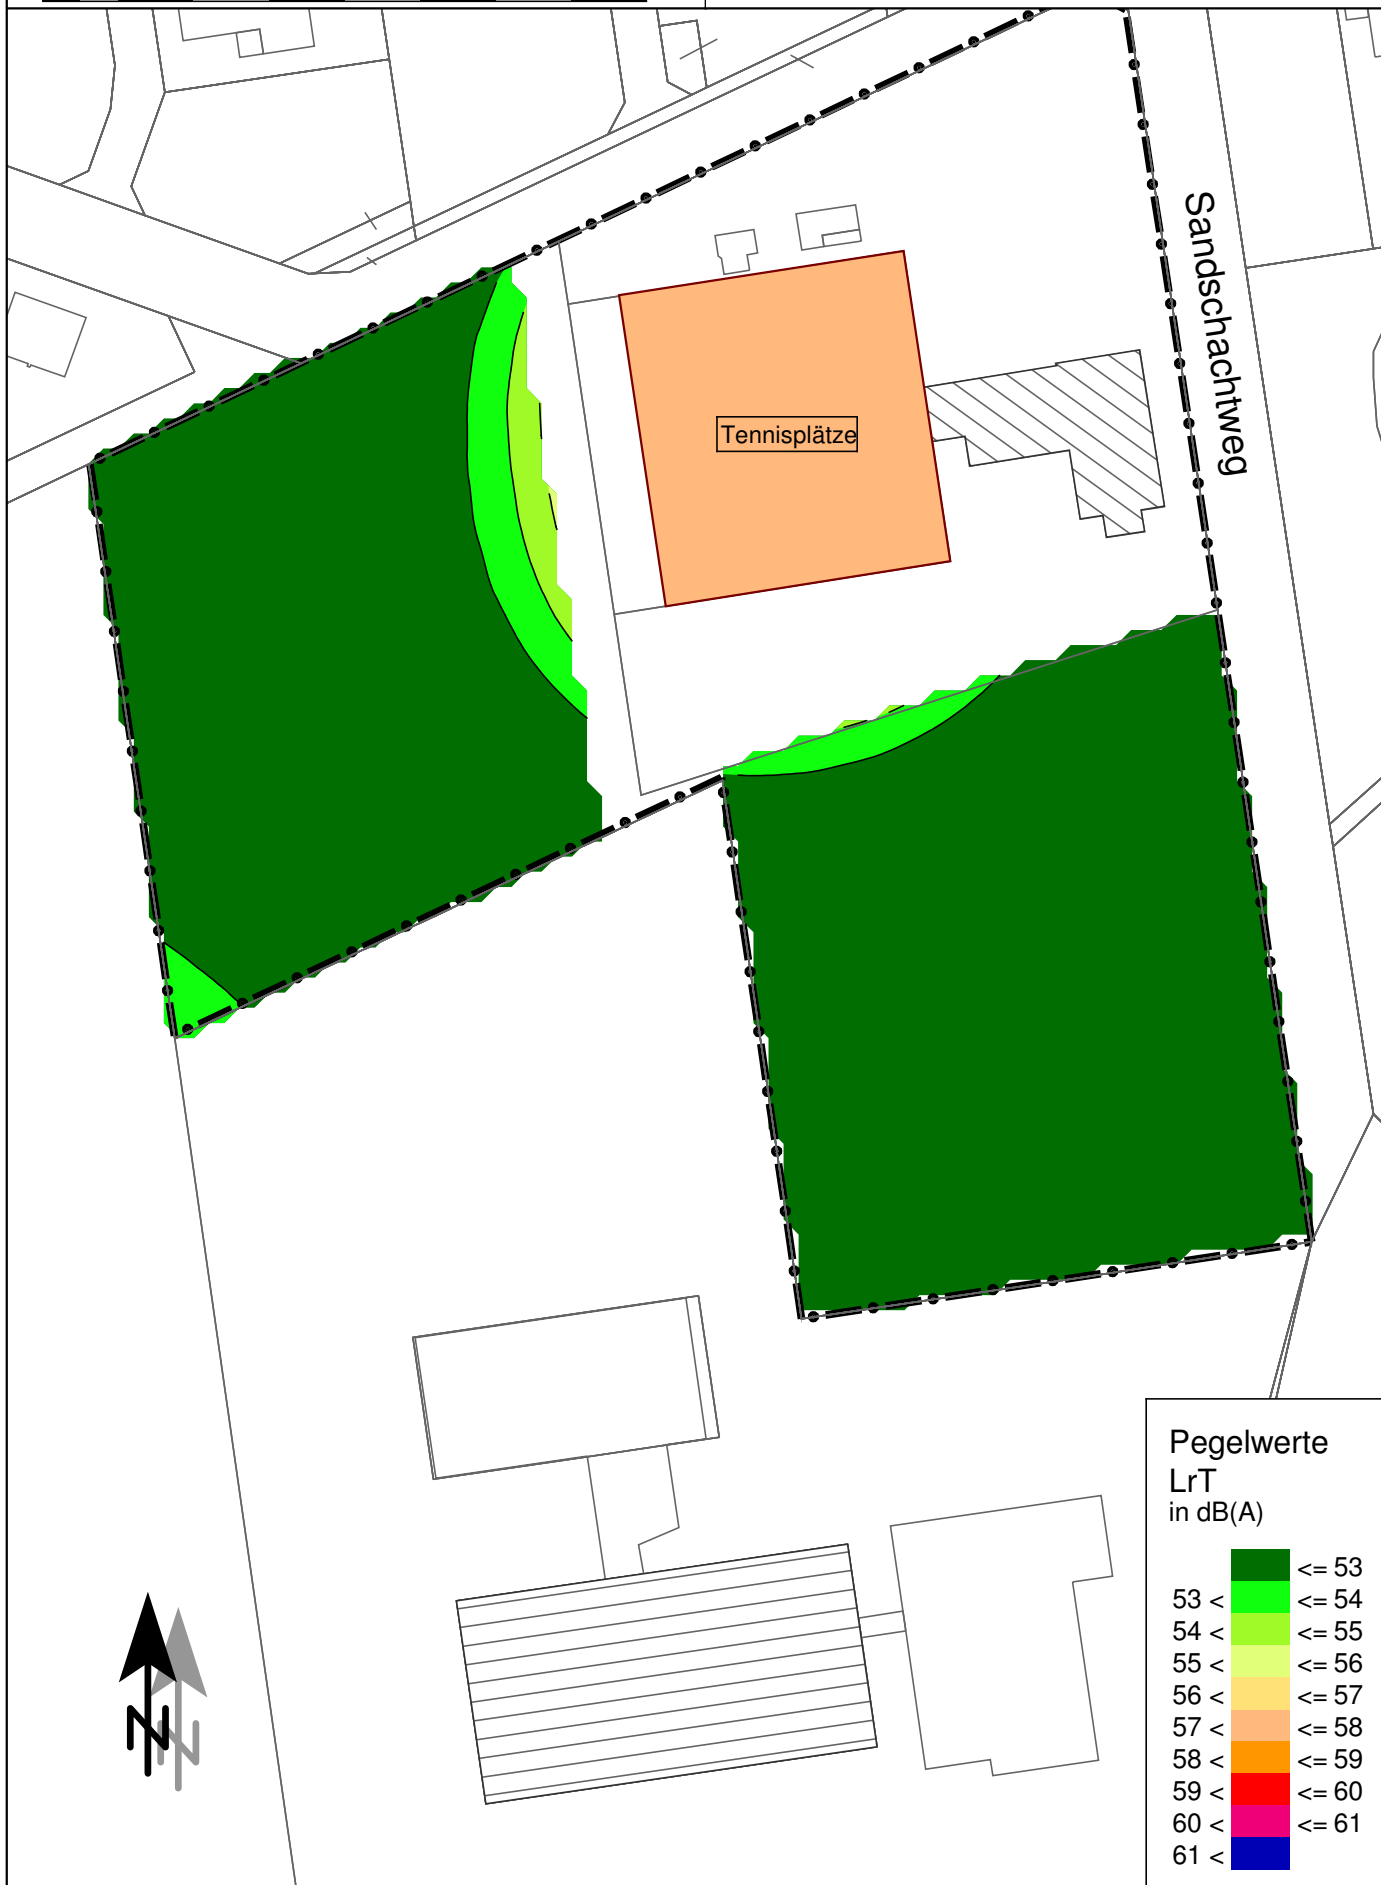 Sandschachtweg
Tennisplätze
Pegelwerte
LrT
in dB(A)
<= 53
53 < <= 54
54 < <= 55
55 < <= 56
56 < <= 57
57 < <= 58
58 < <= 59
59 < <= 60
60 < <= 61
61 <
N